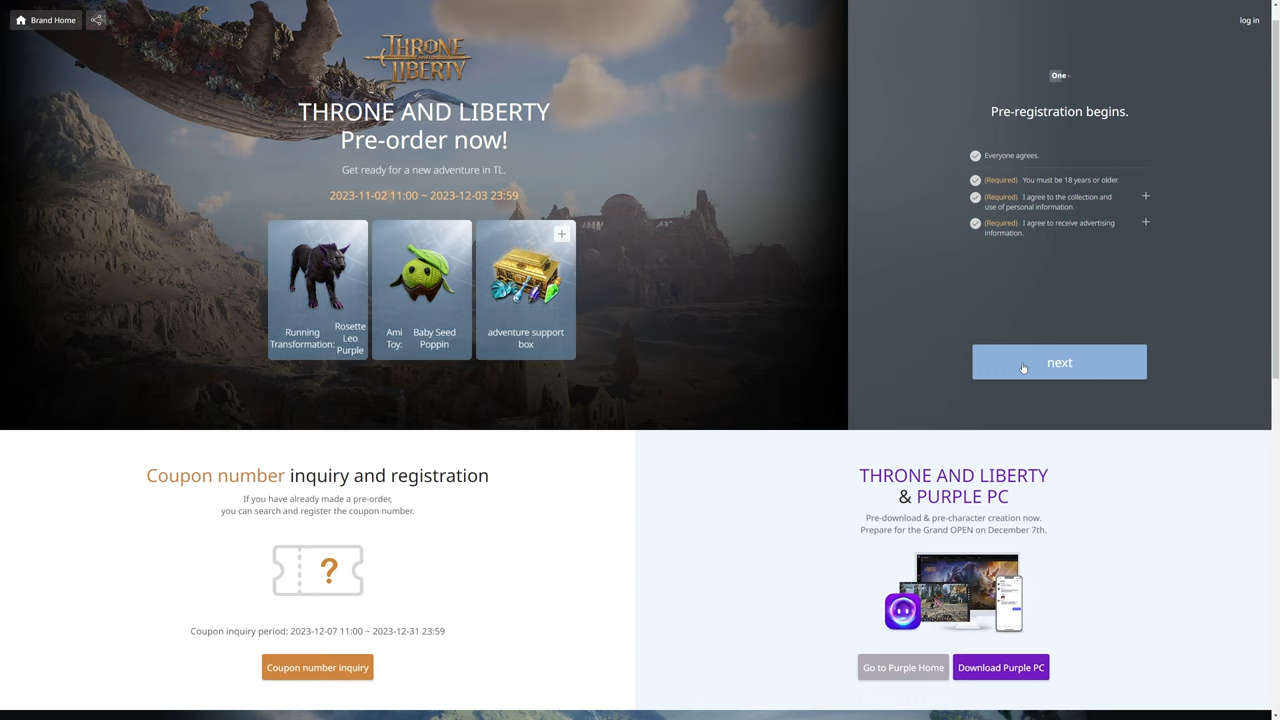 Brand Home
log in
THRONE
AND
LIBERTY
THRONE AND LIBERTY
Pre-order now!
Get ready for a new adventure in TL.
2023-11-02 11:00 ~ 2023-12-03 23:59
Running
Transformation:
Rosette
Leo
Purple
Ami
Toy:
Baby Seed
Poppin
adventure support
box
One
Pre-registration begins.
Everyone agrees.
(Required) You must be 18 years or older.
(Required) I agree to the collection and
use of personal information.
(Required) I agree to receive advertising
information.
next
Coupon number inquiry and registration
If you have already made a pre-order,
you can search and register the coupon number.
?
Coupon inquiry period: 2023-12-07 11:00 ~ 2023-12-31 23:59
Coupon number inquiry
THRONE AND LIBERTY
& PURPLE PC
Pre-download & pre-character creation now.
Prepare for the Grand OPEN on December 7th.
Go to Purple Home
Download Purple PC